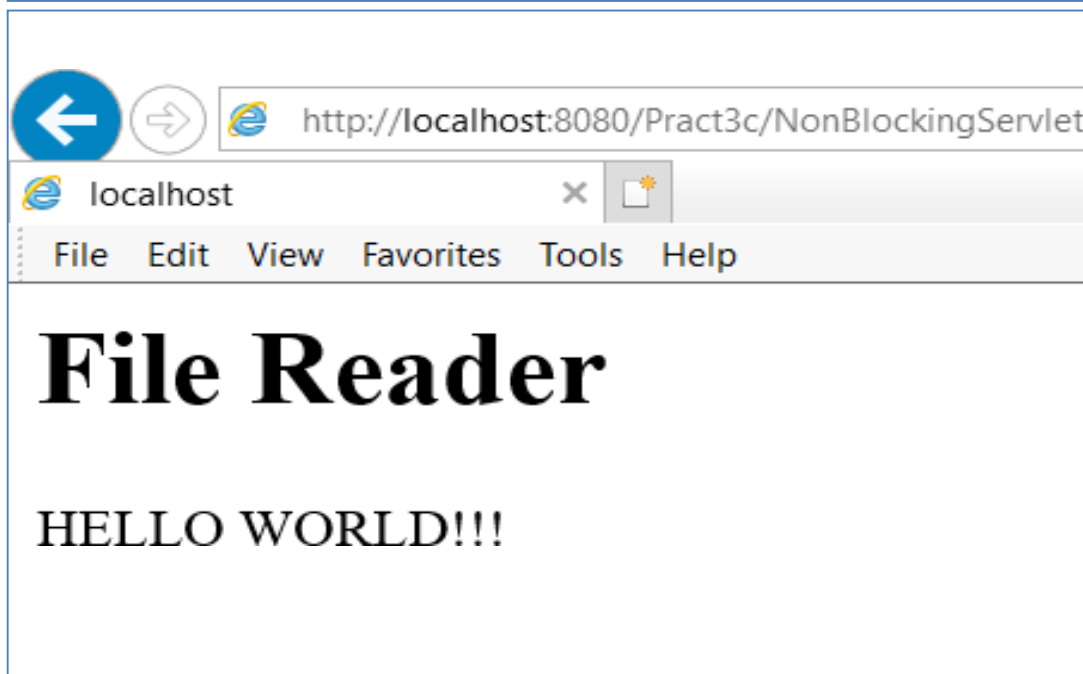 http://localhost:8080/Pract3c/NonBlockingServlet
localhost
File Edit View Favorites Tools Help
File Reader
HELLO WORLD!!!